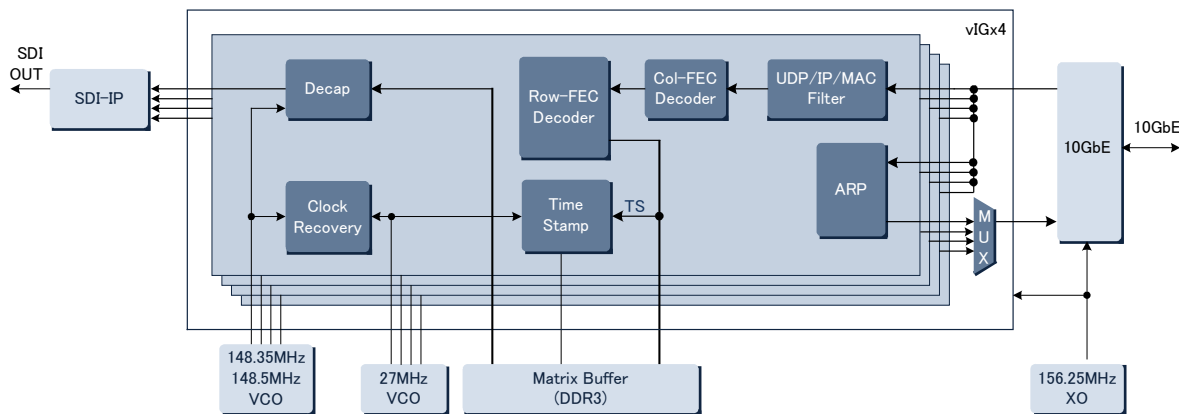 vIGx4
SDI
OUT
SDI-IP
Decap
Row-FEC
Decoder
Col-FEC
Decoder
UDP/IP/MAC
Filter
10GbE
10GbE
ARP
Clock
Recovery
Time
Stamp
TS
M
U
X
148.35MHz
148.5MHz
VCO
27MHz
VCO
Matrix Buffer
(DDR3)
156.25MHz
XO